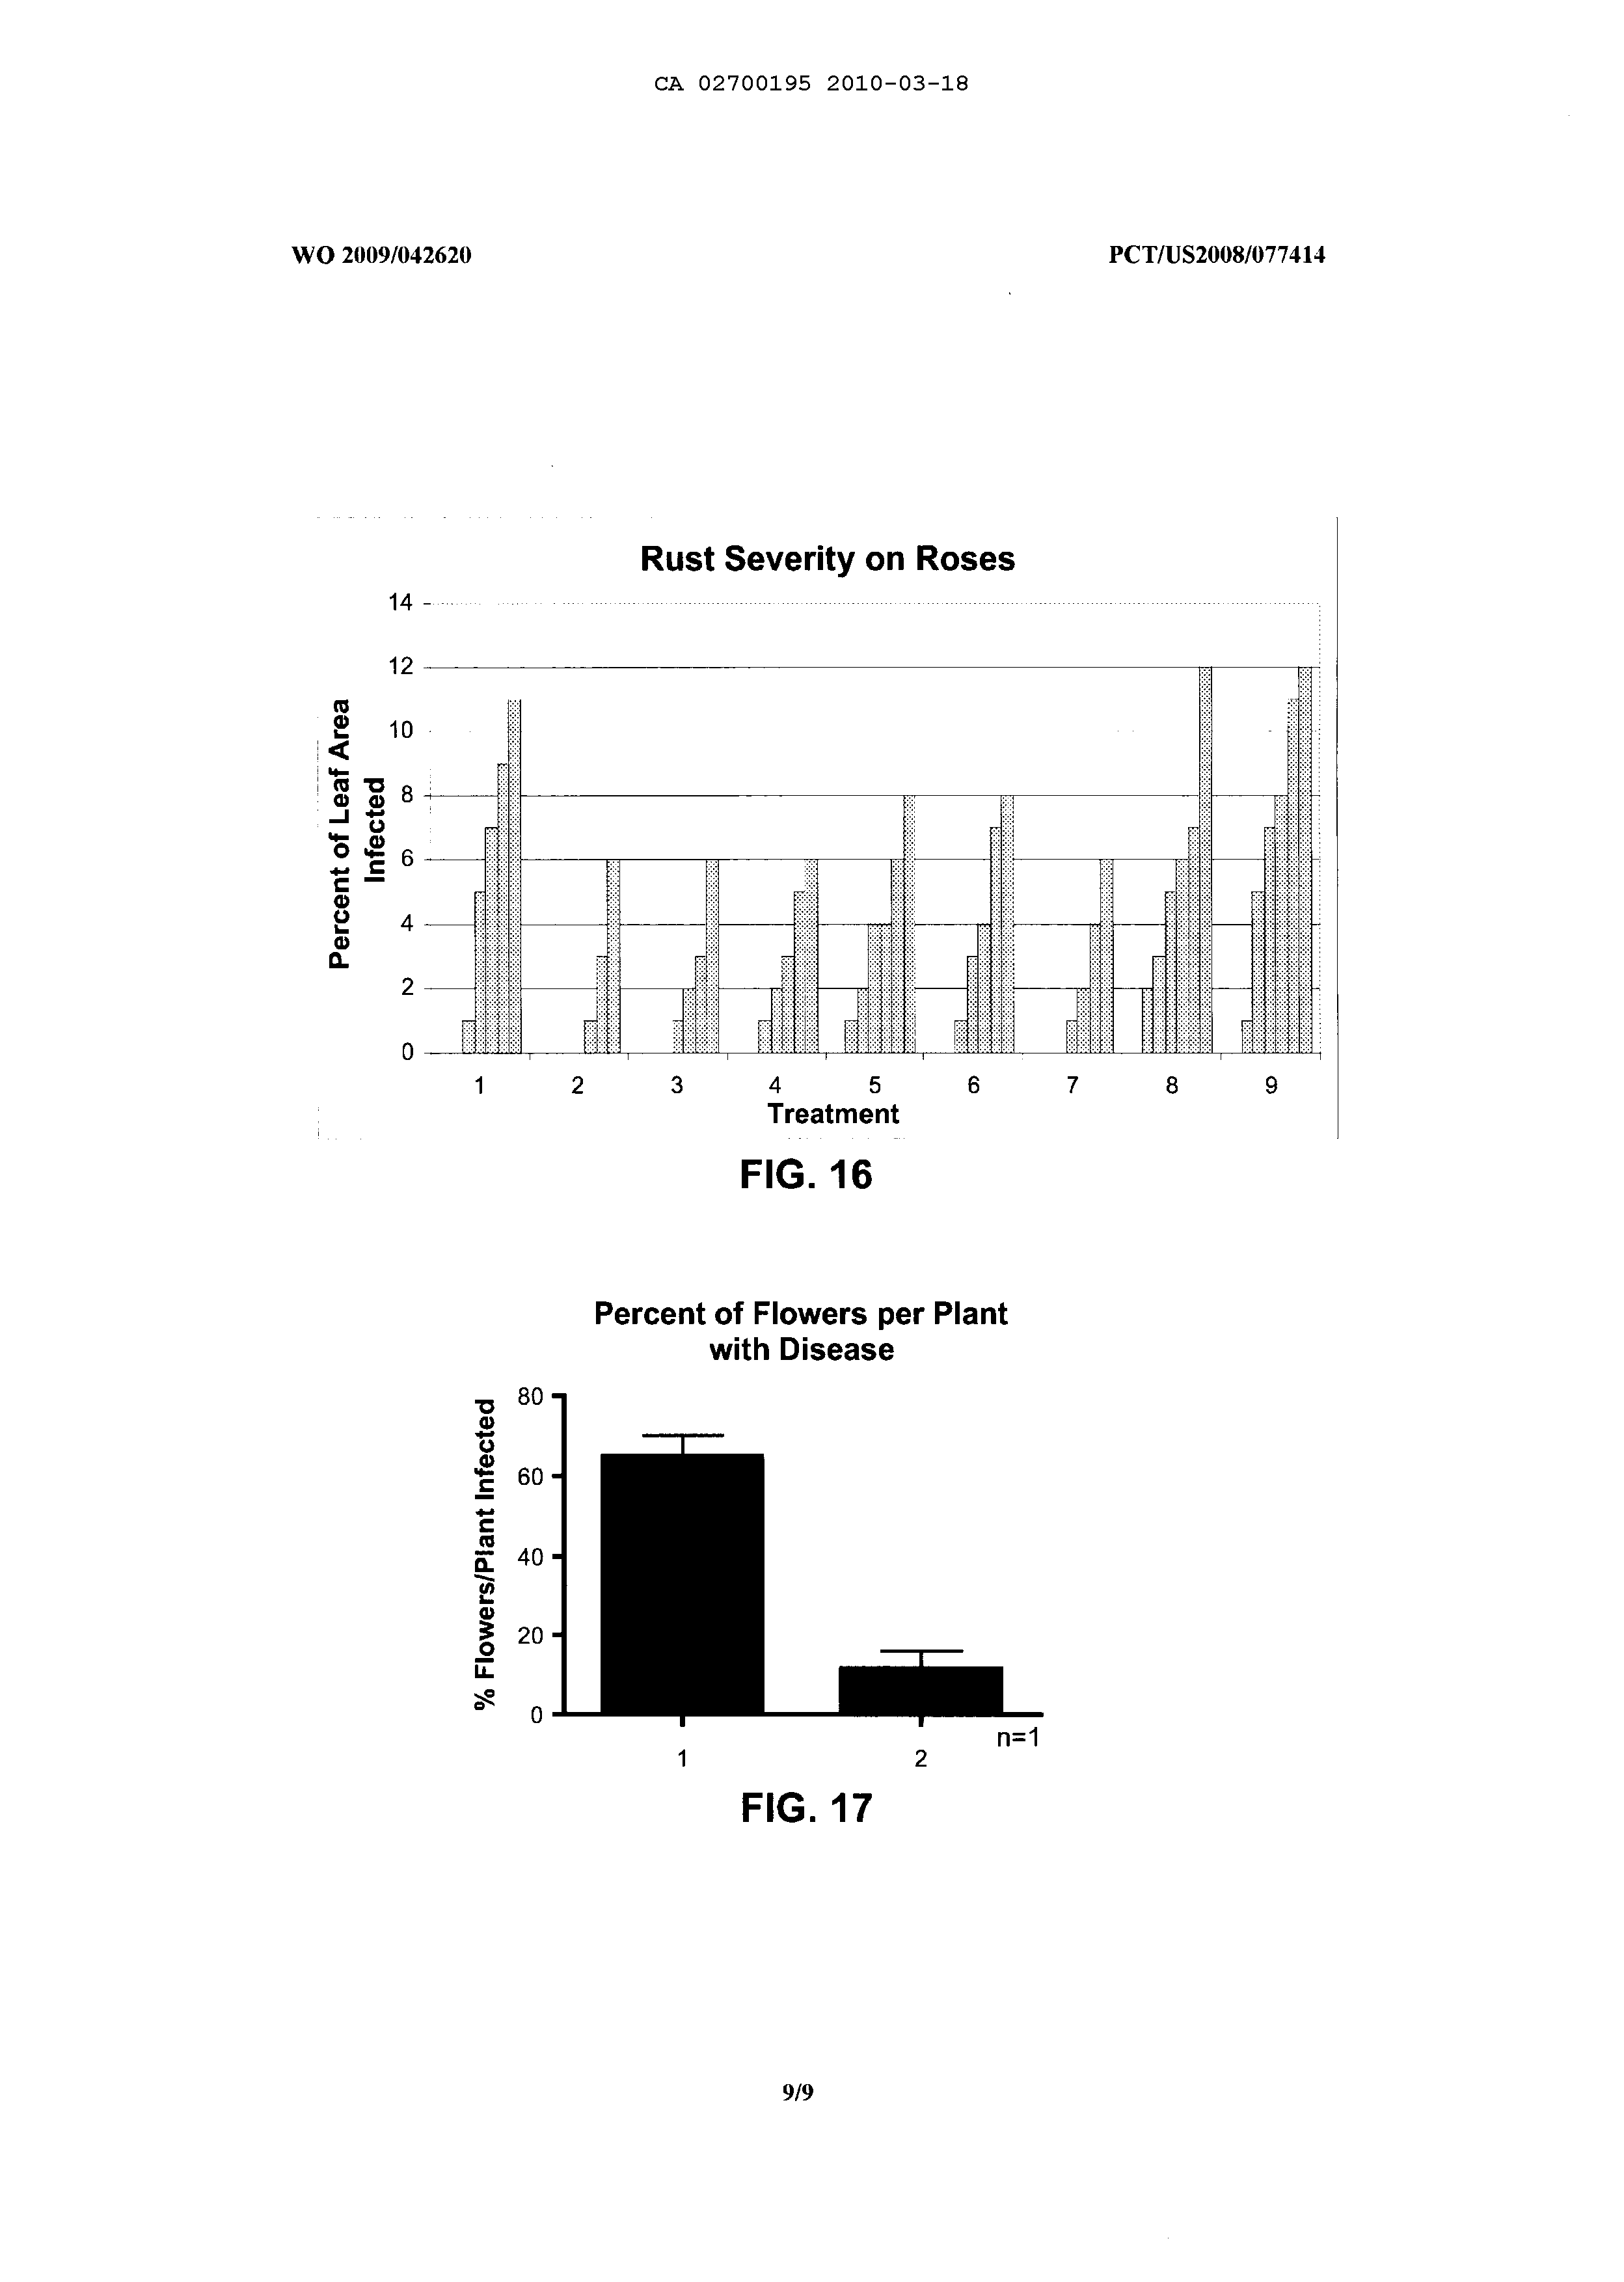 CA 02700195 2010-03-18
WO 2009/042620
PCT/US2008/077414
Rust Severity on Roses
Percent of Leaf Area
Infected
14
12
10
8
6
4
2
0
1 2 3 4 5 6 7 8 9
Treatment
FIG. 16
Percent of Flowers per Plant
with Disease
% Flowers/Plant Infected
80
60
40
20
0
n=1
1 2
FIG. 17
9/9